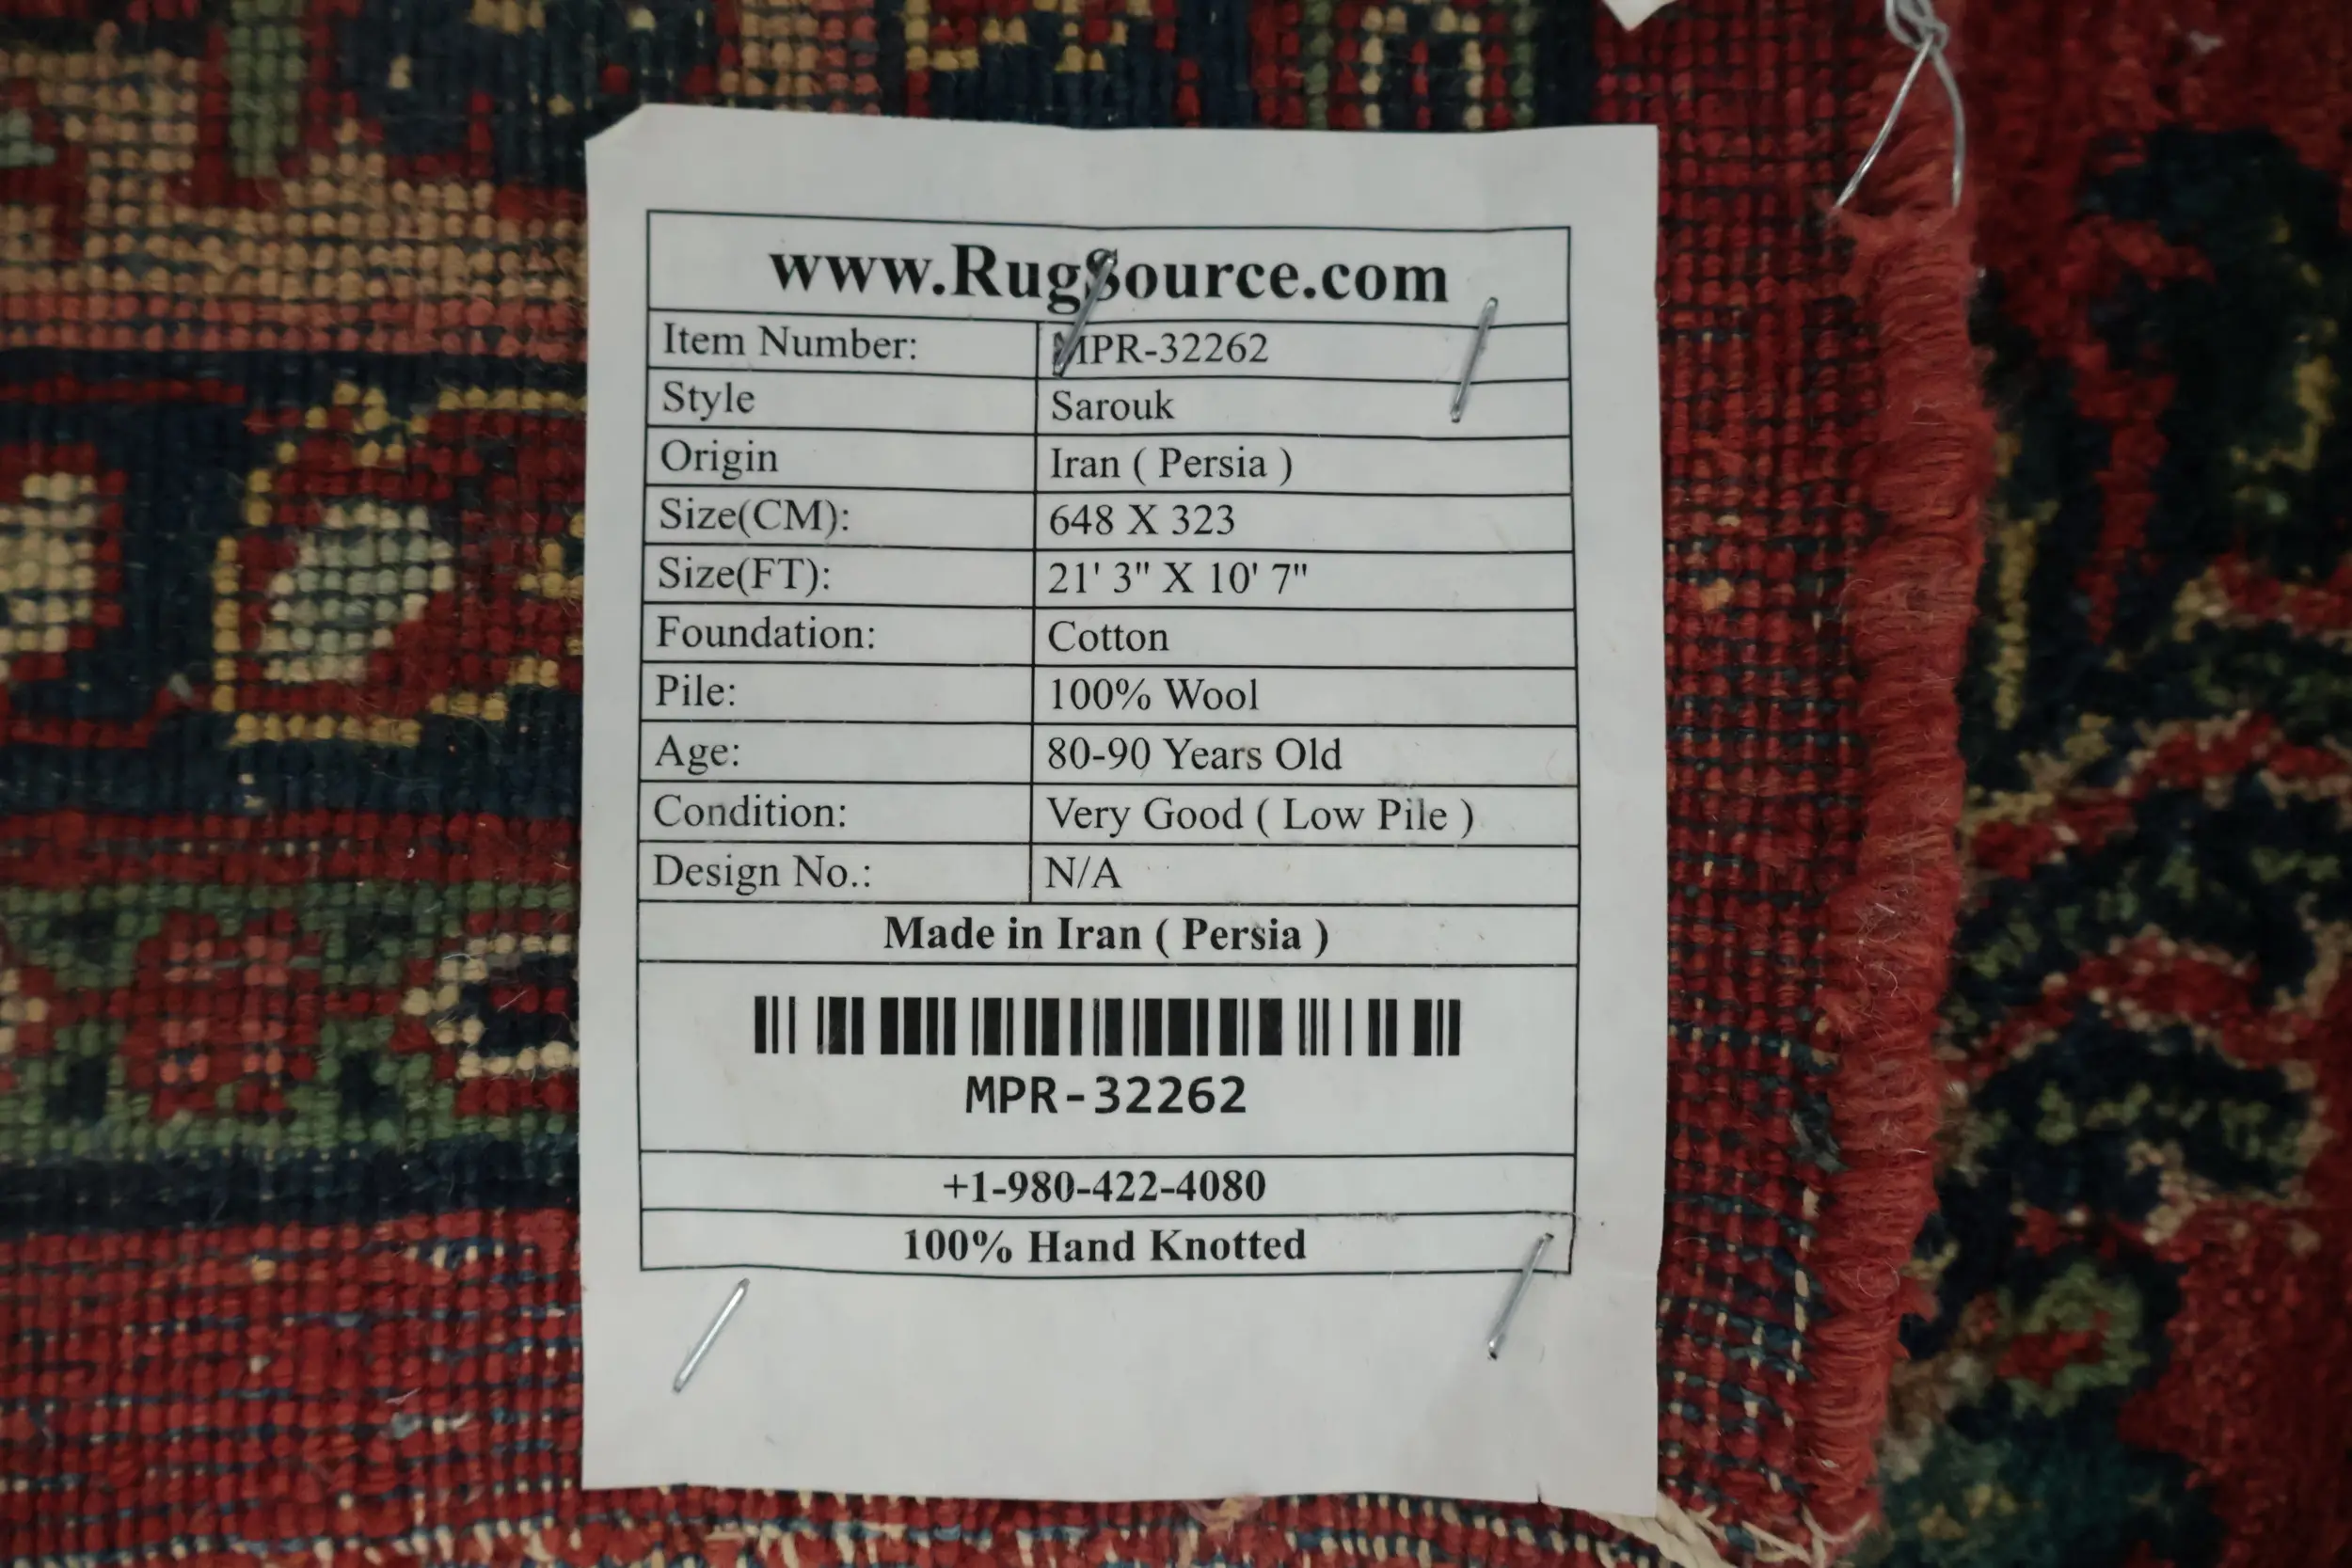 www.RugSource.com
Item Number: MPR-32262
Style Sarouk
Origin Iran ( Persia )
Size(CM): 648 X 323
Size(FT): 21' 3" X 10' 7"
Foundation: Cotton
Pile: 100% Wool
Age: 80-90 Years Old
Condition: Very Good ( Low Pile )
Design No.: N/A
Made in Iran ( Persia )
MPR-32262
+1-980-422-4080
100% Hand Knotted